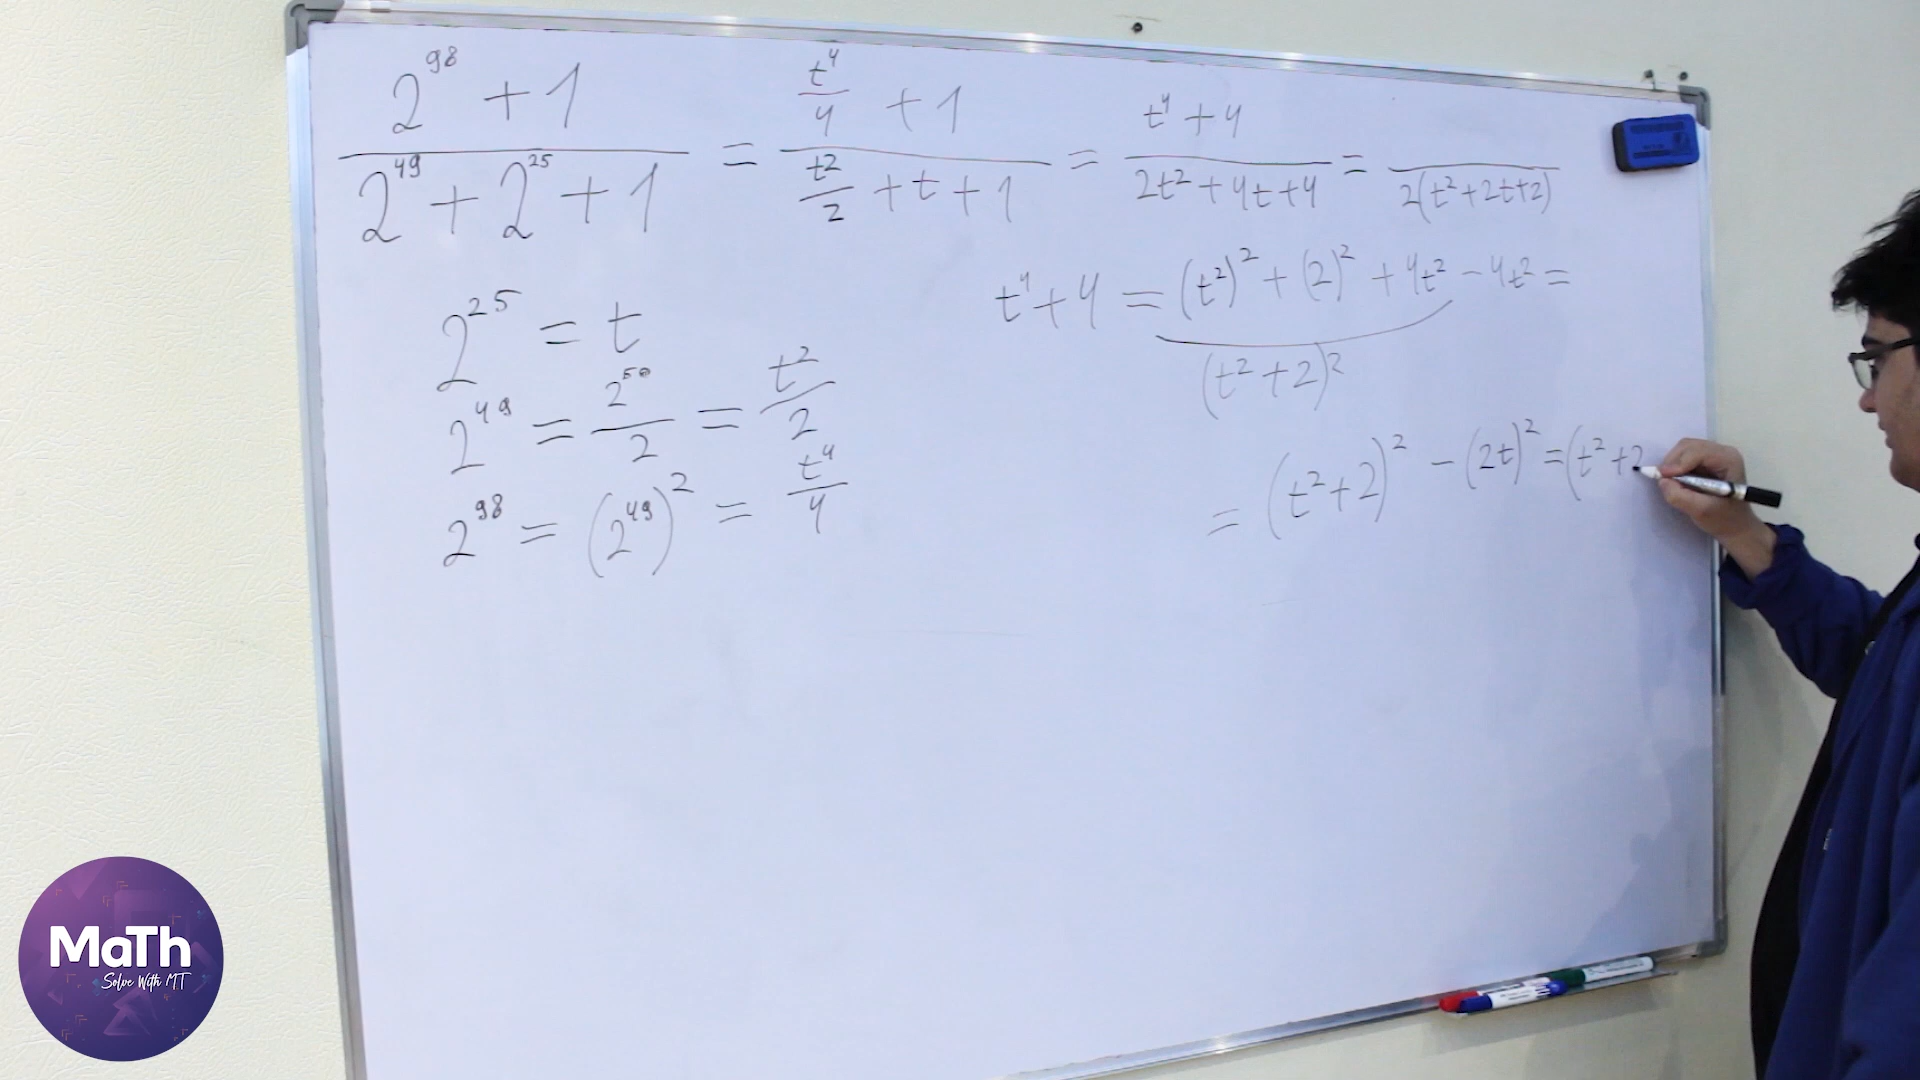 2^98 + 1 / 2^49 + 2^25 + 1 = t^4/4 + 1 / t^2/2 + t + 1 = t^4 + 4 / 2t^2 + 4t + 4 = / 2(t^2 + 2t + 2)
t^4 + 4 = (t^2)^2 + (2)^2 + 4t^2 - 4t^2 =
(t^2 + 2)^2
= (t^2 + 2)^2 - (2t)^2 = (t^2 + 2
2^25 = t
2^49 = 2^50/2 = t^2/2
2^98 = (2^49)^2 = t^4/4
MaTh
Solve With MT